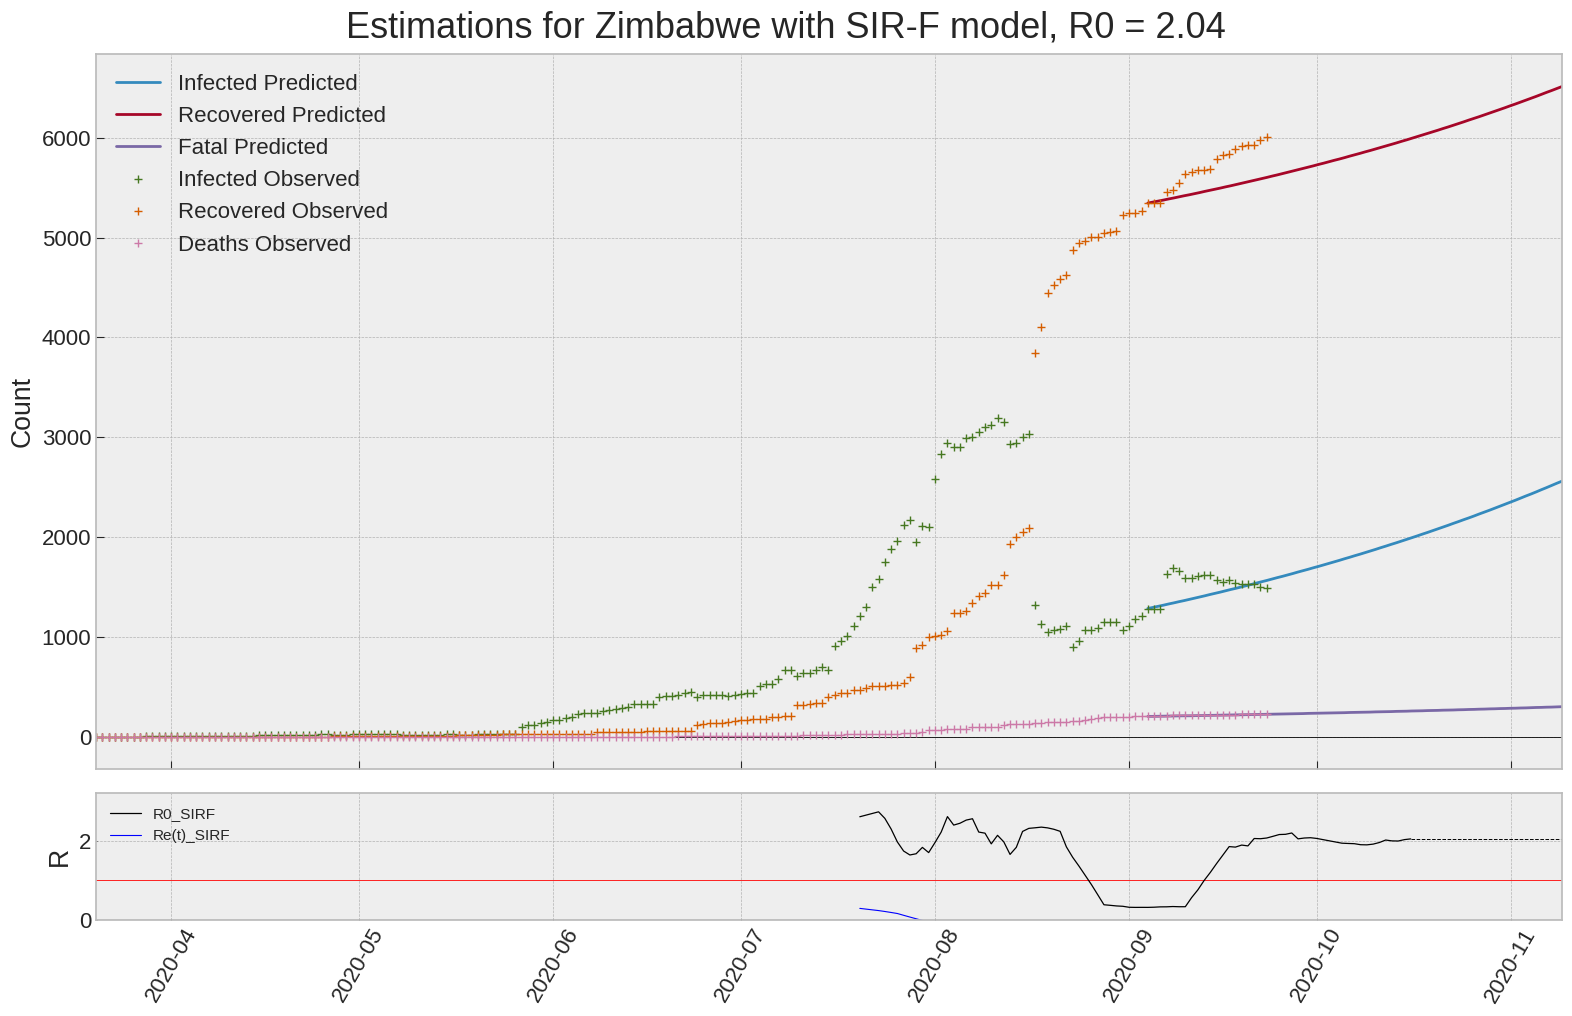 Estimations for Zimbabwe with SIR-F model, R0 = 2.04
Infected Predicted
Recovered Predicted
Fatal Predicted
Infected Observed
Recovered Observed
Deaths Observed
6000
5000
4000
3000
2000
1000
0
Count
R0_SIRF
Re(t)_SIRF
2
0
R
2020-04
2020-05
2020-06
2020-07
2020-08
2020-09
2020-10
2020-11